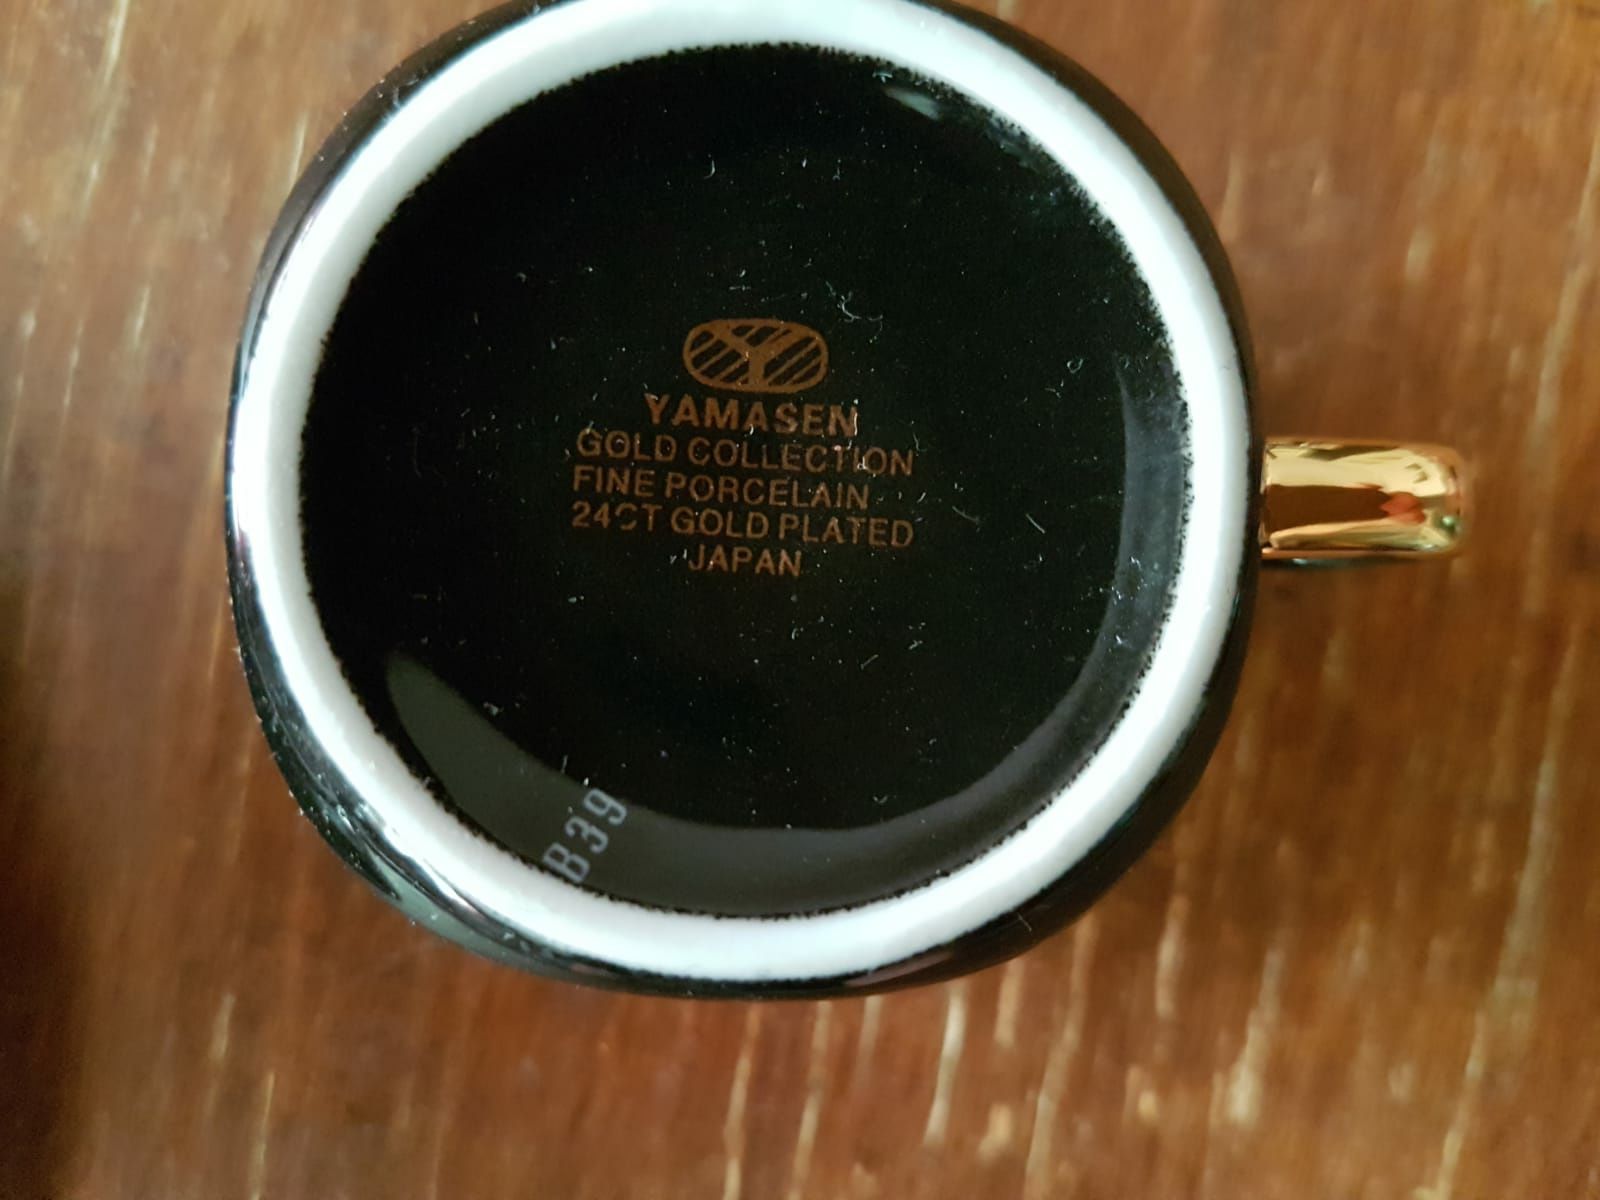 YAMASEN
GOLD COLLECTION
FINE PORCELAIN
24CT GOLD PLATED
JAPAN
B39